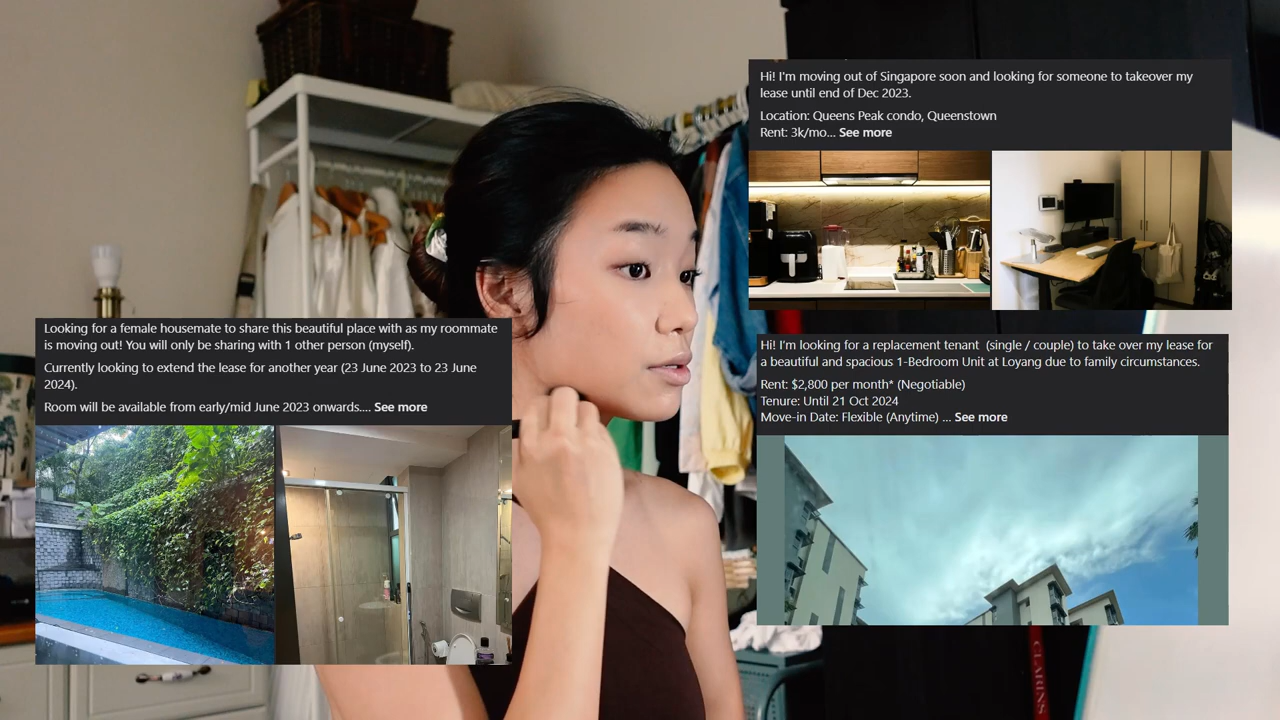 Hi! I'm moving out of Singapore soon and looking for someone to takeover my
lease until end of Dec 2023.
Location: Queens Peak condo, Queenstown
Rent: 3k/mo... See more
Looking for a female housemate to share this beautiful place with as my roommate
is moving out! You will only be sharing with 1 other person (myself).
Currently looking to extend the lease for another year (23 June 2023 to 23 June
2024).
Room will be available from early/mid June 2023 onwards.... See more
Hi! I'm looking for a replacement tenant (single / couple) to take over my lease for
a beautiful and spacious 1-Bedroom Unit at Loyang due to family circumstances.
Rent: $2,800 per month* (Negotiable)
Tenure: Until 21 Oct 2024
Move-in Date: Flexible (Anytime) ... See more
CLARINS